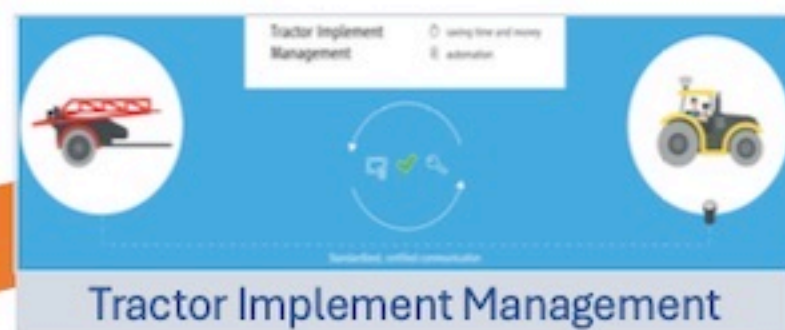 Tractor Implement
Management
saving time and money
automation
Standardized, certified communication
Tractor Implement Management